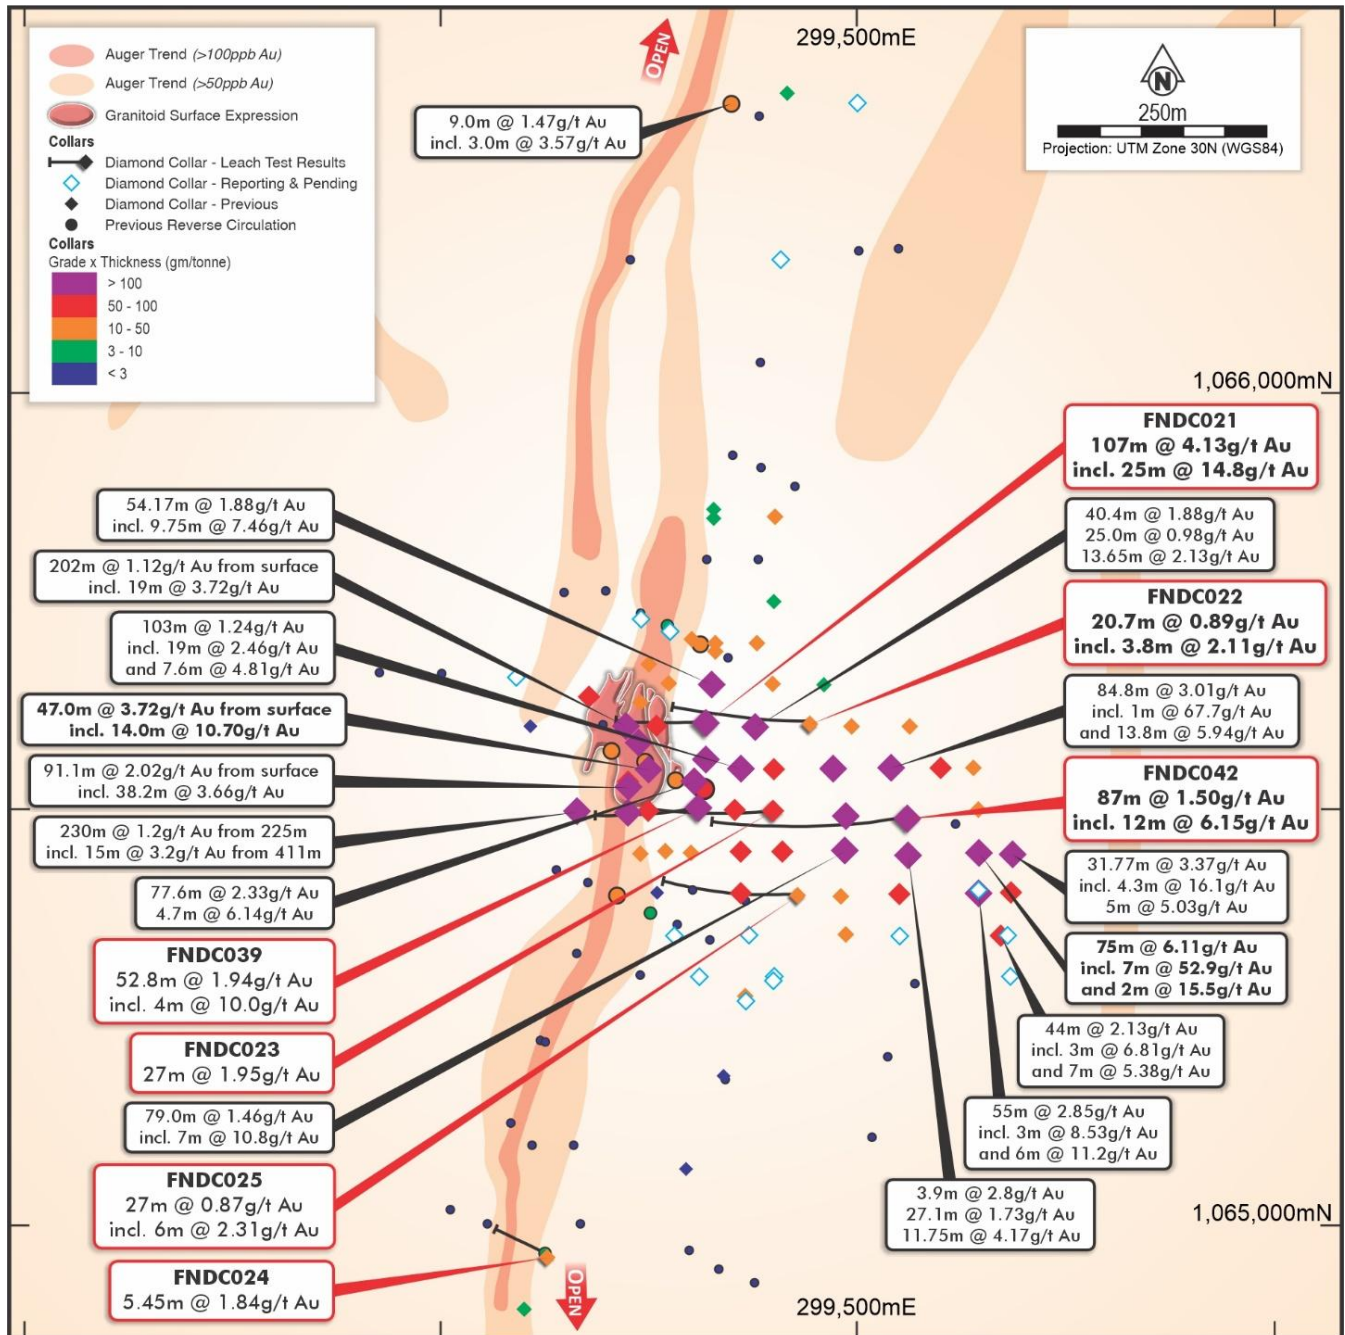 OPEN
299,500mE
Auger Trend (>100ppb Au)
Auger Trend (>50ppb Au)
Granitoid Surface Expression
Collars
Diamond Collar - Leach Test Results
Diamond Collar - Reporting & Pending
Diamond Collar - Previous
Previous Reverse Circulation
Collars
Grade x Thickness (gm/tonne)
> 100
50 - 100
10 - 50
3 - 10
< 3
9.0m @ 1.47g/t Au
incl. 3.0m @ 3.57g/t Au
N
250m
Projection: UTM Zone 30N (WGS84)
1,066,000mN
54.17m @ 1.88g/t Au
incl. 9.75m @ 7.46g/t Au
202m @ 1.12g/t Au from surface
incl. 19m @ 3.72g/t Au
103m @ 1.24g/t Au
incl. 19m @ 2.46g/t Au
and 7.6m @ 4.81g/t Au
47.0m @ 3.72g/t Au from surface
incl. 14.0m @ 10.70g/t Au
91.1m @ 2.02g/t Au from surface
incl. 38.2m @ 3.66g/t Au
230m @ 1.2g/t Au from 225m
incl. 15m @ 3.2g/t Au from 411m
77.6m @ 2.33g/t Au
4.7m @ 6.14g/t Au
FNDC039
52.8m @ 1.94g/t Au
incl. 4m @ 10.0g/t Au
FNDC023
27m @ 1.95g/t Au
79.0m @ 1.46g/t Au
incl. 7m @ 10.8g/t Au
FNDC025
27m @ 0.87g/t Au
incl. 6m @ 2.31g/t Au
FNDC024
5.45m @ 1.84g/t Au
FNDC021
107m @ 4.13g/t Au
incl. 25m @ 14.8g/t Au
40.4m @ 1.88g/t Au
25.0m @ 0.98g/t Au
13.65m @ 2.13g/t Au
FNDC022
20.7m @ 0.89g/t Au
incl. 3.8m @ 2.11g/t Au
84.8m @ 3.01g/t Au
incl. 1m @ 67.7g/t Au
and 13.8m @ 5.94g/t Au
FNDC042
87m @ 1.50g/t Au
incl. 12m @ 6.15g/t Au
31.77m @ 3.37g/t Au
incl. 4.3m @ 16.1g/t Au
5m @ 5.03g/t Au
75m @ 6.11g/t Au
incl. 7m @ 52.9g/t Au
and 2m @ 15.5g/t Au
44m @ 2.13g/t Au
incl. 3m @ 6.81g/t Au
and 7m @ 5.38g/t Au
55m @ 2.85g/t Au
incl. 3m @ 8.53g/t Au
and 6m @ 11.2g/t Au
3.9m @ 2.8g/t Au
27.1m @ 1.73g/t Au
11.75m @ 4.17g/t Au
1,065,000mN
OPEN
299,500mE